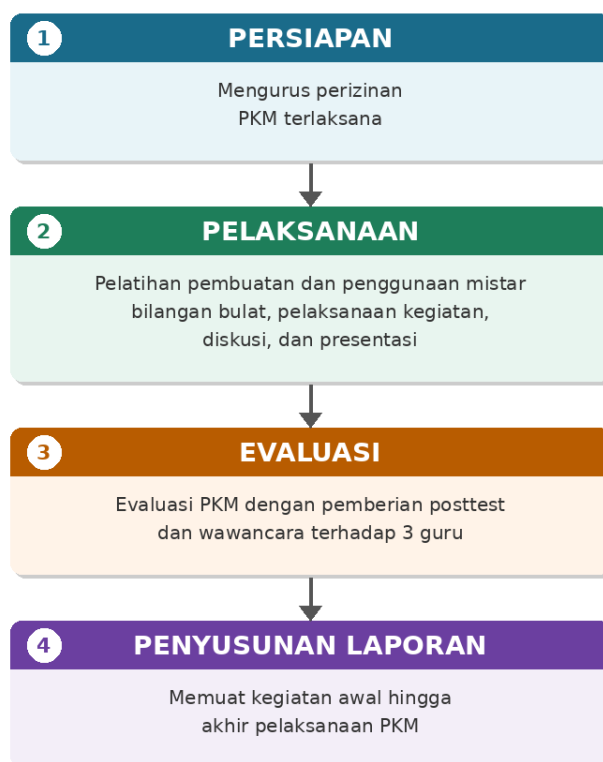 1 PERSIAPAN
Mengurus perizinan
PKM terlaksana
2 PELAKSANAAN
Pelatihan pembuatan dan penggunaan mistar
bilangan bulat, pelaksanaan kegiatan,
diskusi, dan presentasi
3 EVALUASI
Evaluasi PKM dengan pemberian posttest
dan wawancara terhadap 3 guru
4 PENYUSUNAN LAPORAN
Memuat kegiatan awal hingga
akhir pelaksanaan PKM